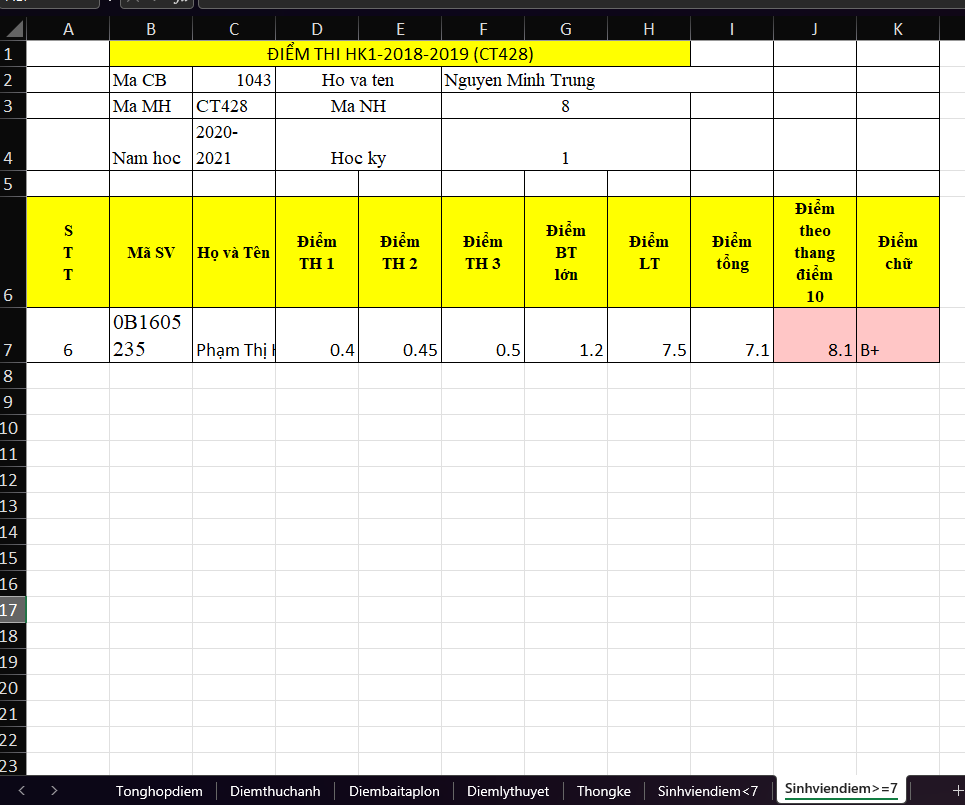 A B C D E F G H I J K
1 ĐIỂM THI HK1-2018-2019 (CT428)
2 Ma CB 1043 Ho va ten Nguyen Minh Trung
3 Ma MH CT428 Ma NH 8
2020-
4 Nam hoc 2021 Hoc ky 1
5
S T T Mã SV Họ và Tên Điểm TH 1 Điểm TH 2 Điểm TH 3 Điểm BT lớn Điểm LT Điểm tổng Điểm theo thang điểm 10 Điểm chữ
6
0B1605
7 6 235 Phạm Thị 0.4 0.45 0.5 1.2 7.5 7.1 8.1 B+
8
9
10
11
12
13
14
15
16
17
18
19
20
21
22
23
Tonghopdiem Diemthuchanh Diembaitaplon Diemlythuyet Thongke Sinhviendiem<7 Sinhviendiem>=7